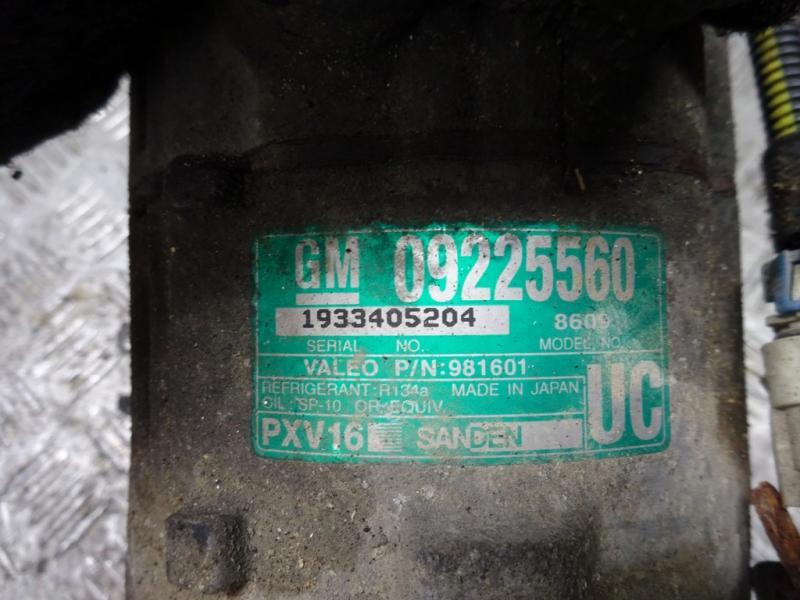 GM 09225560
1933405204 8609
SERIAL NO. MODEL NO.
VALEO P/N:981601
REFRIGERANT:R134a MADE IN JAPAN
OIL:SP-10 OR EQUIV.
PXV16 SANDEN UC